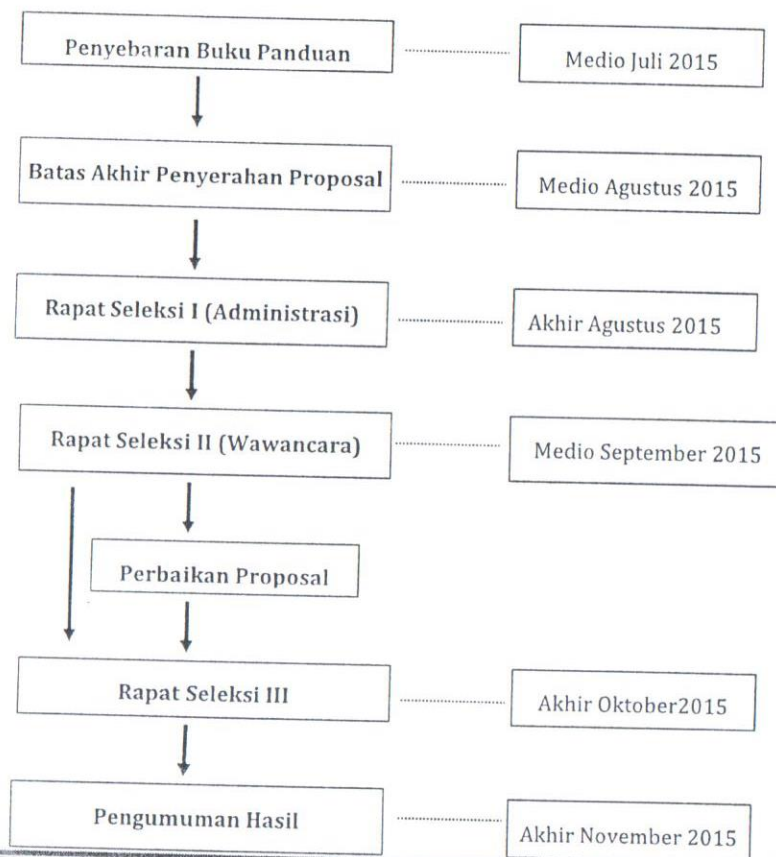 Penyebaran Buku Panduan
Medio Juli 2015
Batas Akhir Penyerahan Proposal
Medio Agustus 2015
Rapat Seleksi I (Administrasi)
Akhir Agustus 2015
Rapat Seleksi II (Wawancara)
Medio September 2015
Perbaikan Proposal
Rapat Seleksi III
Akhir Oktober2015
Pengumuman Hasil
Akhir November 2015